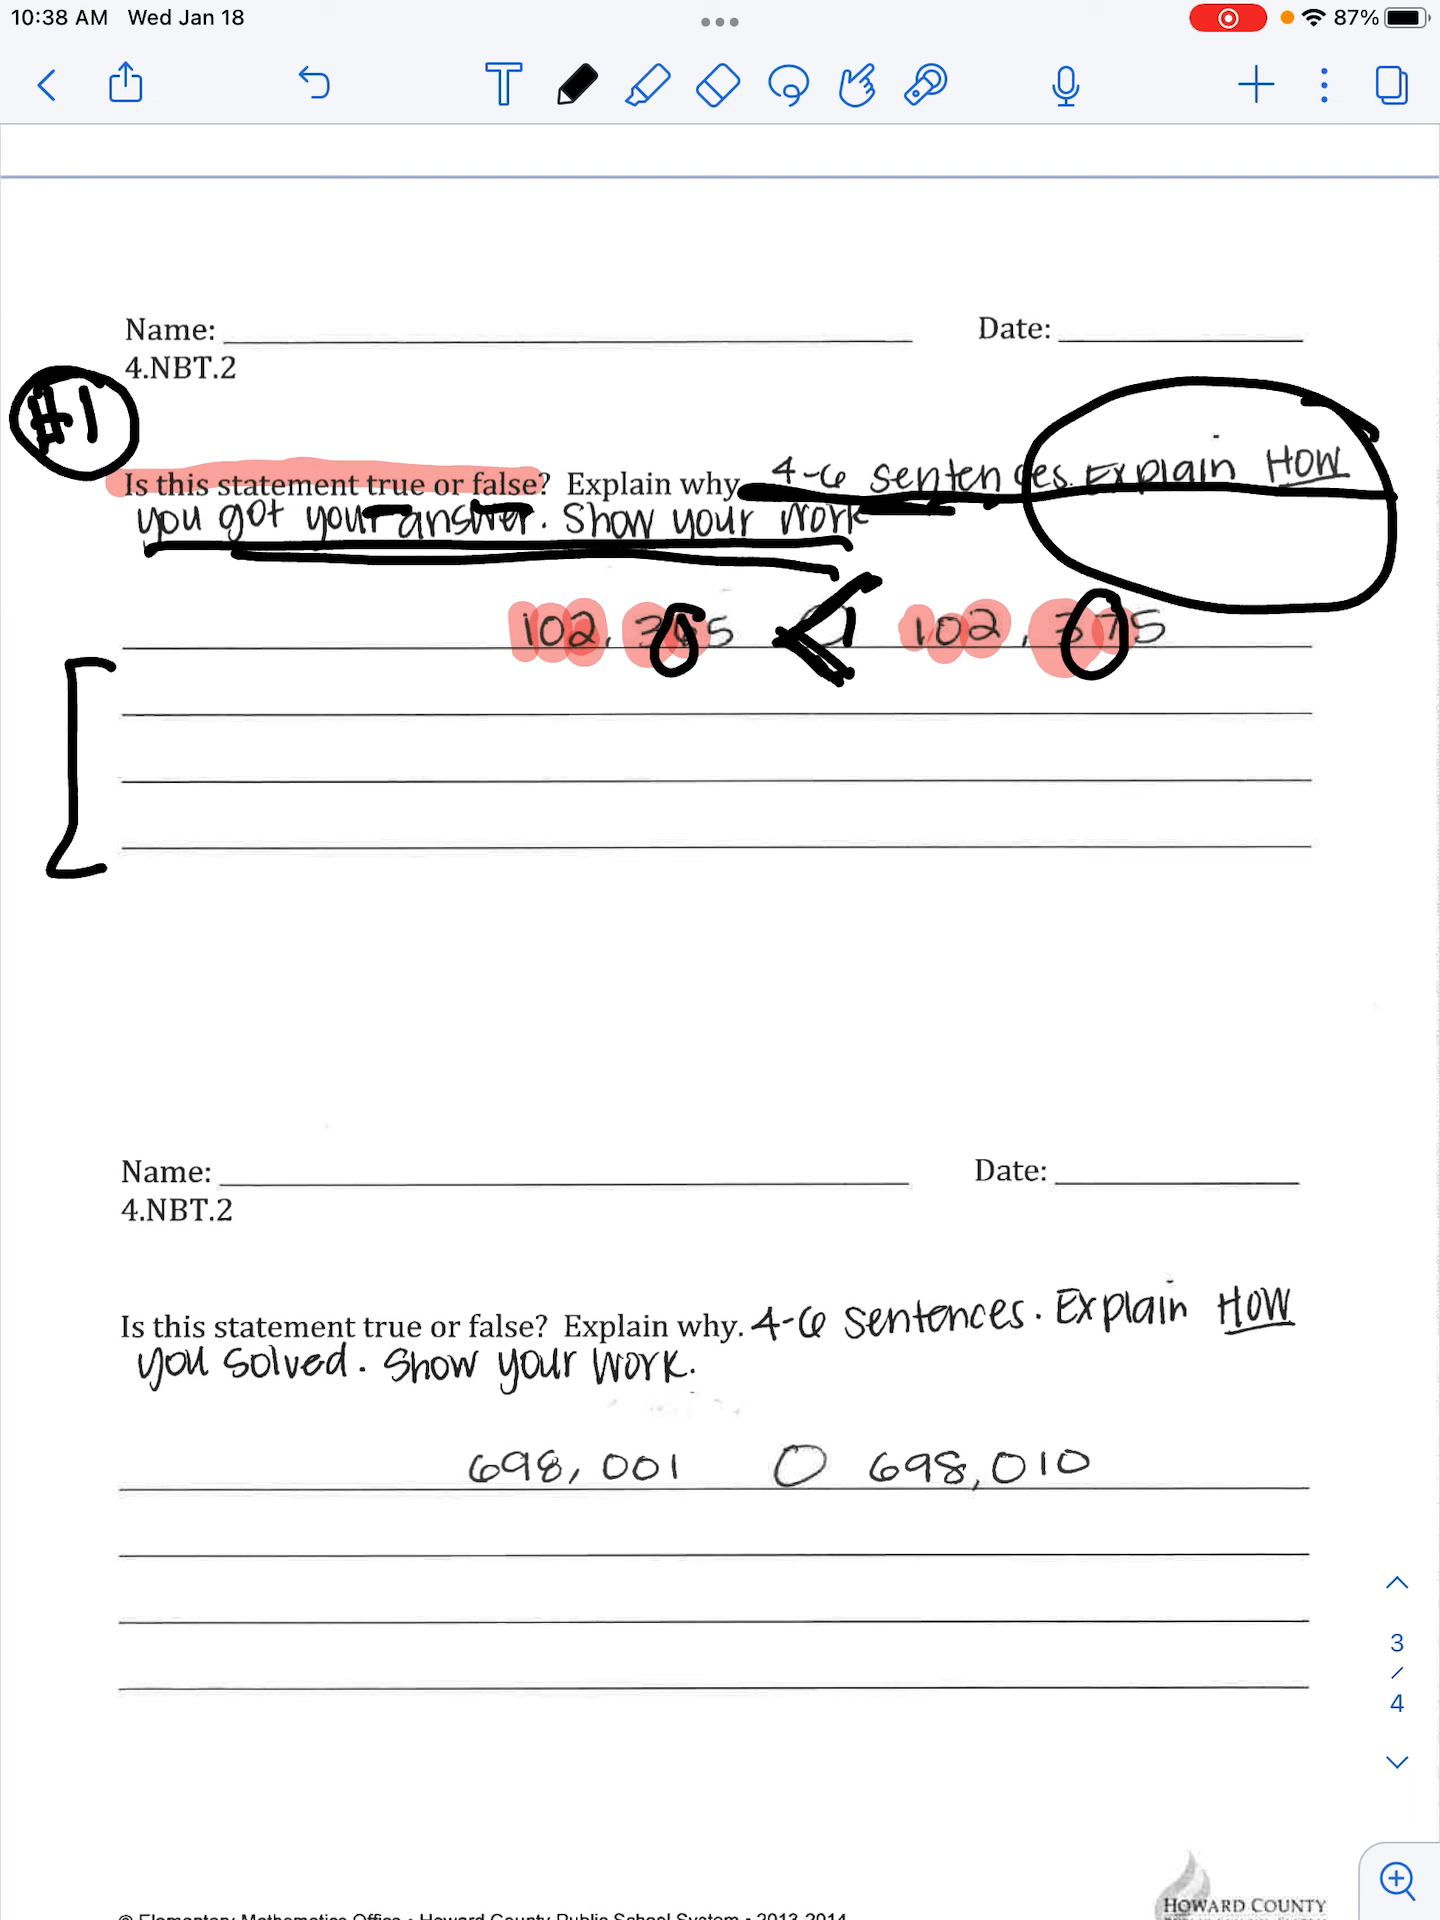 10:38 AM Wed Jan 18
87%
T
Name: Date:
4.NBT.2
#1
Is this statement true or false? Explain why 4-6 sentences. Explain HOW
you got your answer. Show your work
102, 365 < 102, 375
Name: Date:
4.NBT.2
Is this statement true or false? Explain why. 4-6 sentences. Explain HOW
you solved. Show your work.
698, 001 698,010
3
/
4
© Elementary Mathematics Office • Howard County Public School System • 2013-2014
HOWARD COUNTY